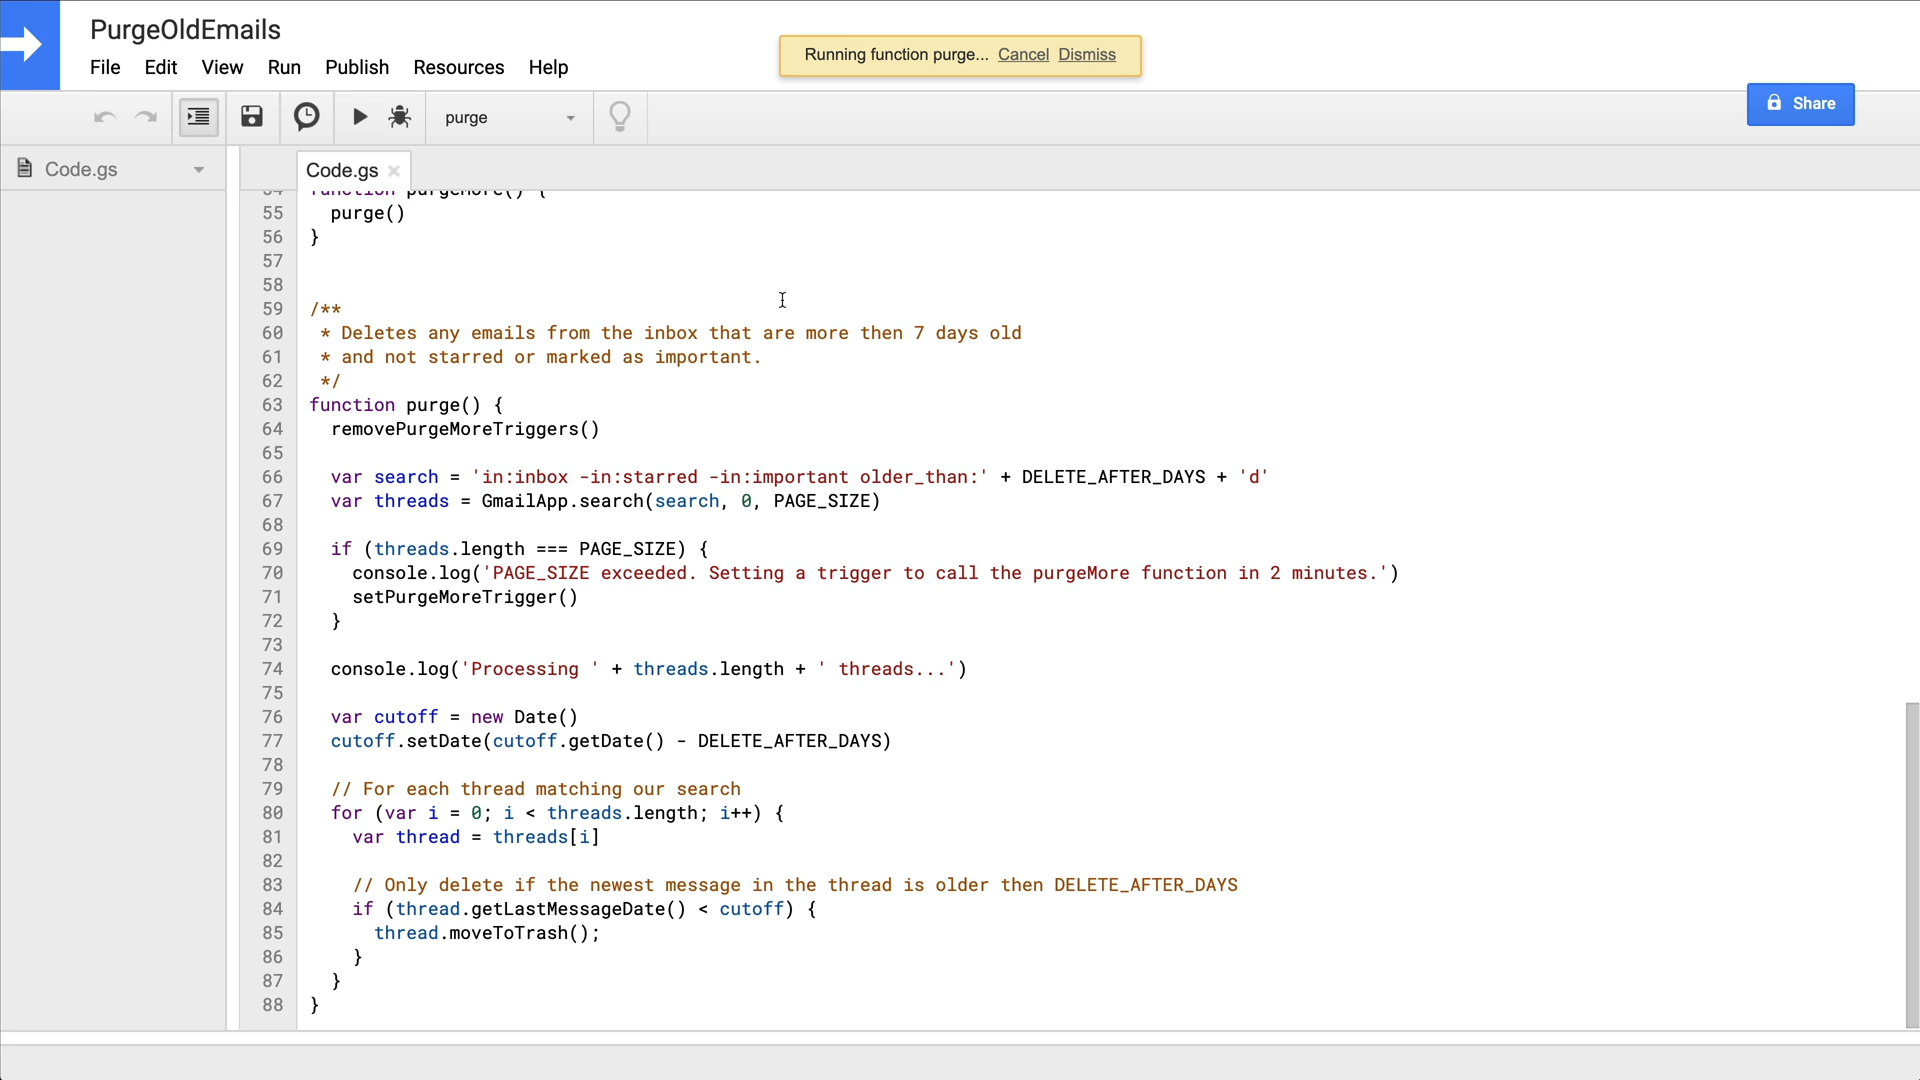 PurgeOldEmails
File Edit View Run Publish Resources Help
Running function purge... Cancel Dismiss
purge
Share
Code.gs
Code.gs
54 function purgeMore() {
55 purge()
56 }
57
58
59 /**
60 * Deletes any emails from the inbox that are more then 7 days old
61 * and not starred or marked as important.
62 */
63 function purge() {
64 removePurgeMoreTriggers()
65
66 var search = 'in:inbox -in:starred -in:important older_than:' + DELETE_AFTER_DAYS + 'd'
67 var threads = GmailApp.search(search, 0, PAGE_SIZE)
68
69 if (threads.length === PAGE_SIZE) {
70 console.log('PAGE_SIZE exceeded. Setting a trigger to call the purgeMore function in 2 minutes.')
71 setPurgeMoreTrigger()
72 }
73
74 console.log('Processing ' + threads.length + ' threads...')
75
76 var cutoff = new Date()
77 cutoff.setDate(cutoff.getDate() - DELETE_AFTER_DAYS)
78
79 // For each thread matching our search
80 for (var i = 0; i < threads.length; i++) {
81 var thread = threads[i]
82
83 // Only delete if the newest message in the thread is older then DELETE_AFTER_DAYS
84 if (thread.getLastMessageDate() < cutoff) {
85 thread.moveToTrash();
86 }
87 }
88 }